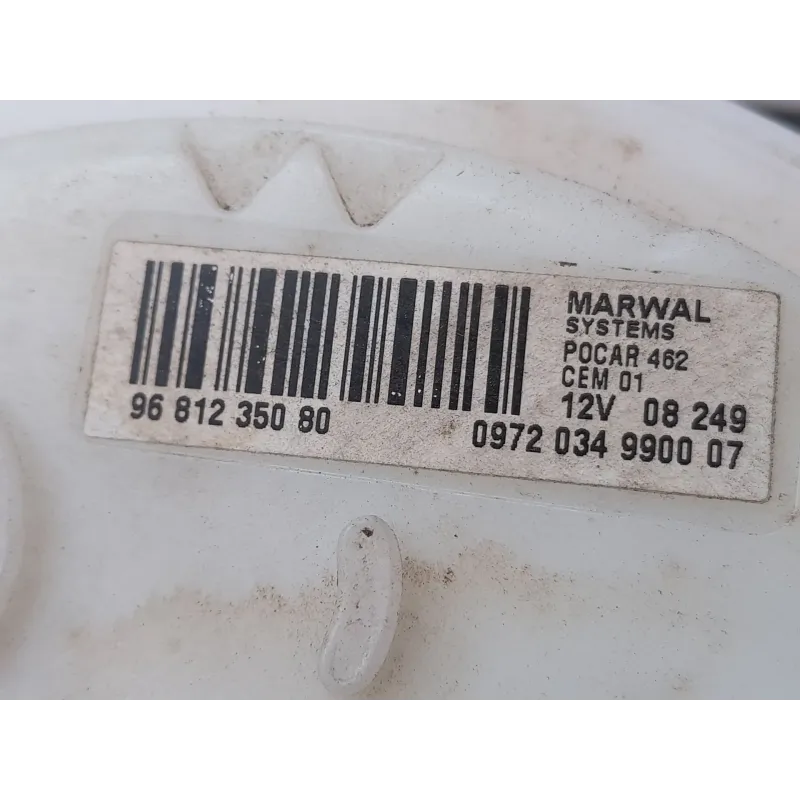 MARWAL
SYSTEMS
POCAR 462
CEM 01
12V 08 249
96 812 350 80
0972 034 9900 07